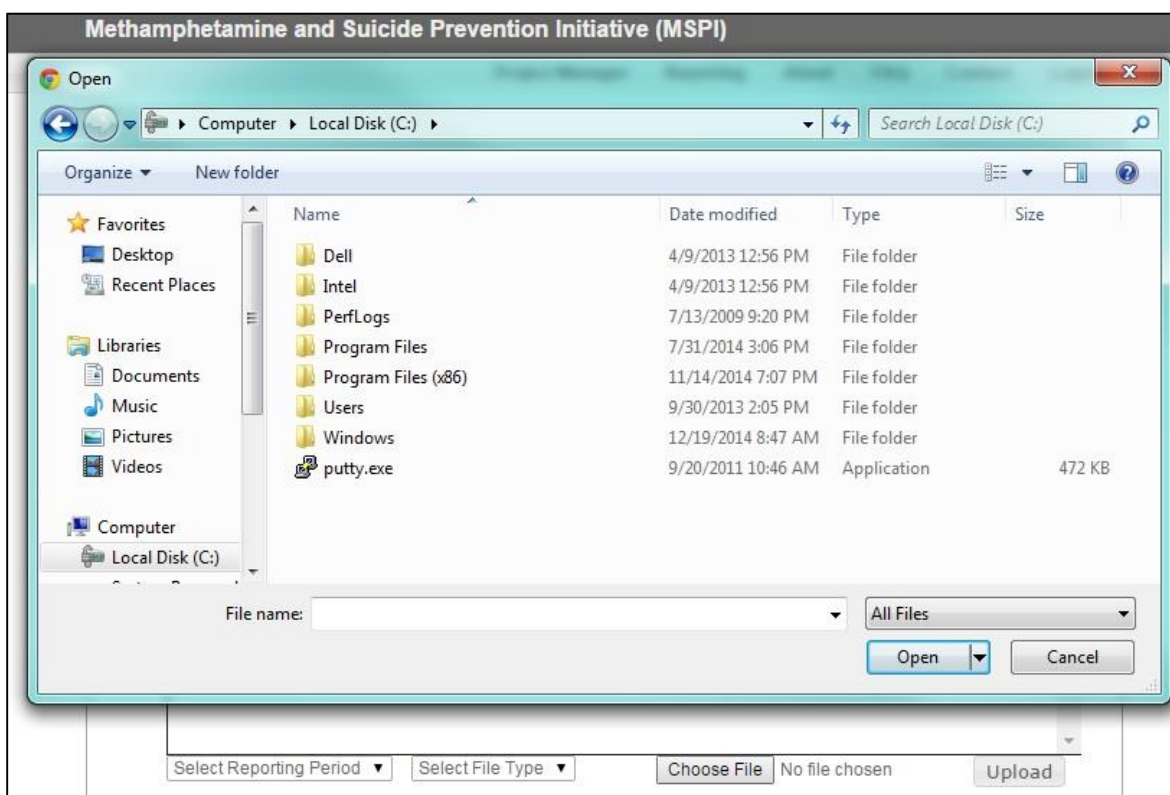 Methamphetamine and Suicide Prevention Initiative (MSPI)
Open
Project Manager Reporting About FAQ Contact
Computer Local Disk (C:)
Search Local Disk (C:)
Organize New folder
Favorites
Desktop
Recent Places
Libraries
Documents
Music
Pictures
Videos
Computer
Local Disk (C:)
Name Date modified Type Size
Dell 4/9/2013 12:56 PM File folder
Intel 4/9/2013 12:56 PM File folder
PerfLogs 7/13/2009 9:20 PM File folder
Program Files 7/31/2014 3:06 PM File folder
Program Files (x86) 11/14/2014 7:07 PM File folder
Users 9/30/2013 2:05 PM File folder
Windows 12/19/2014 8:47 AM File folder
putty.exe 9/20/2011 10:46 AM Application 472 KB
File name: All Files
Open Cancel
Select Reporting Period Select File Type Choose File No file chosen Upload